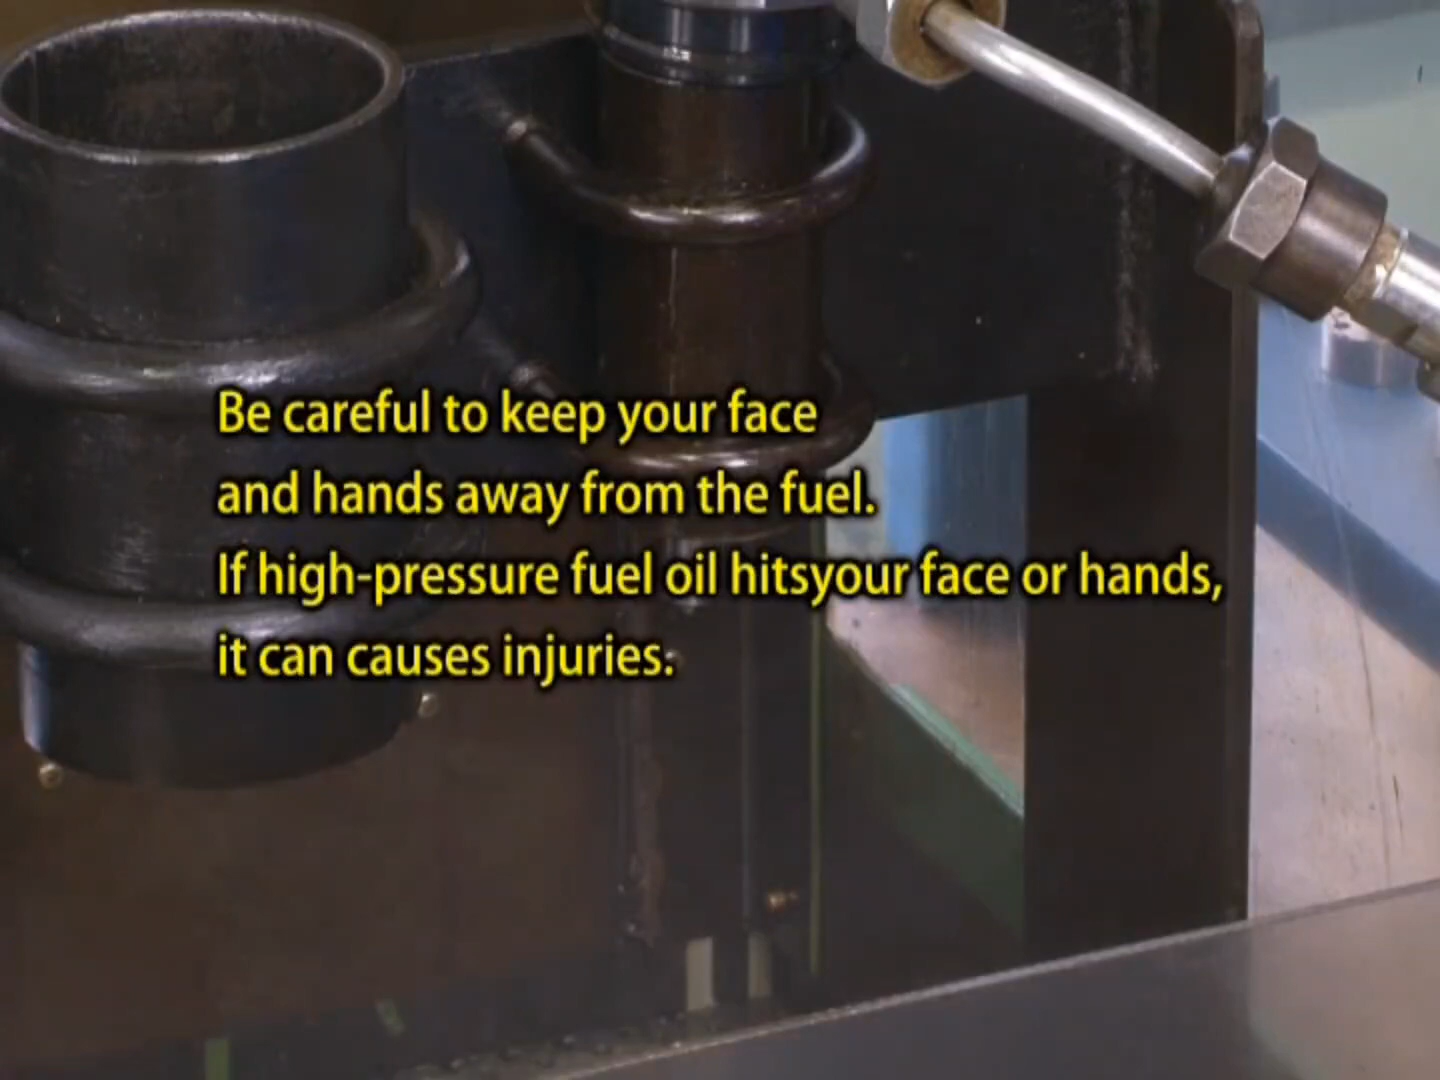 Be careful to keep your face
and hands away from the fuel.
If high-pressure fuel oil hitsyour face or hands,
it can causes injuries.